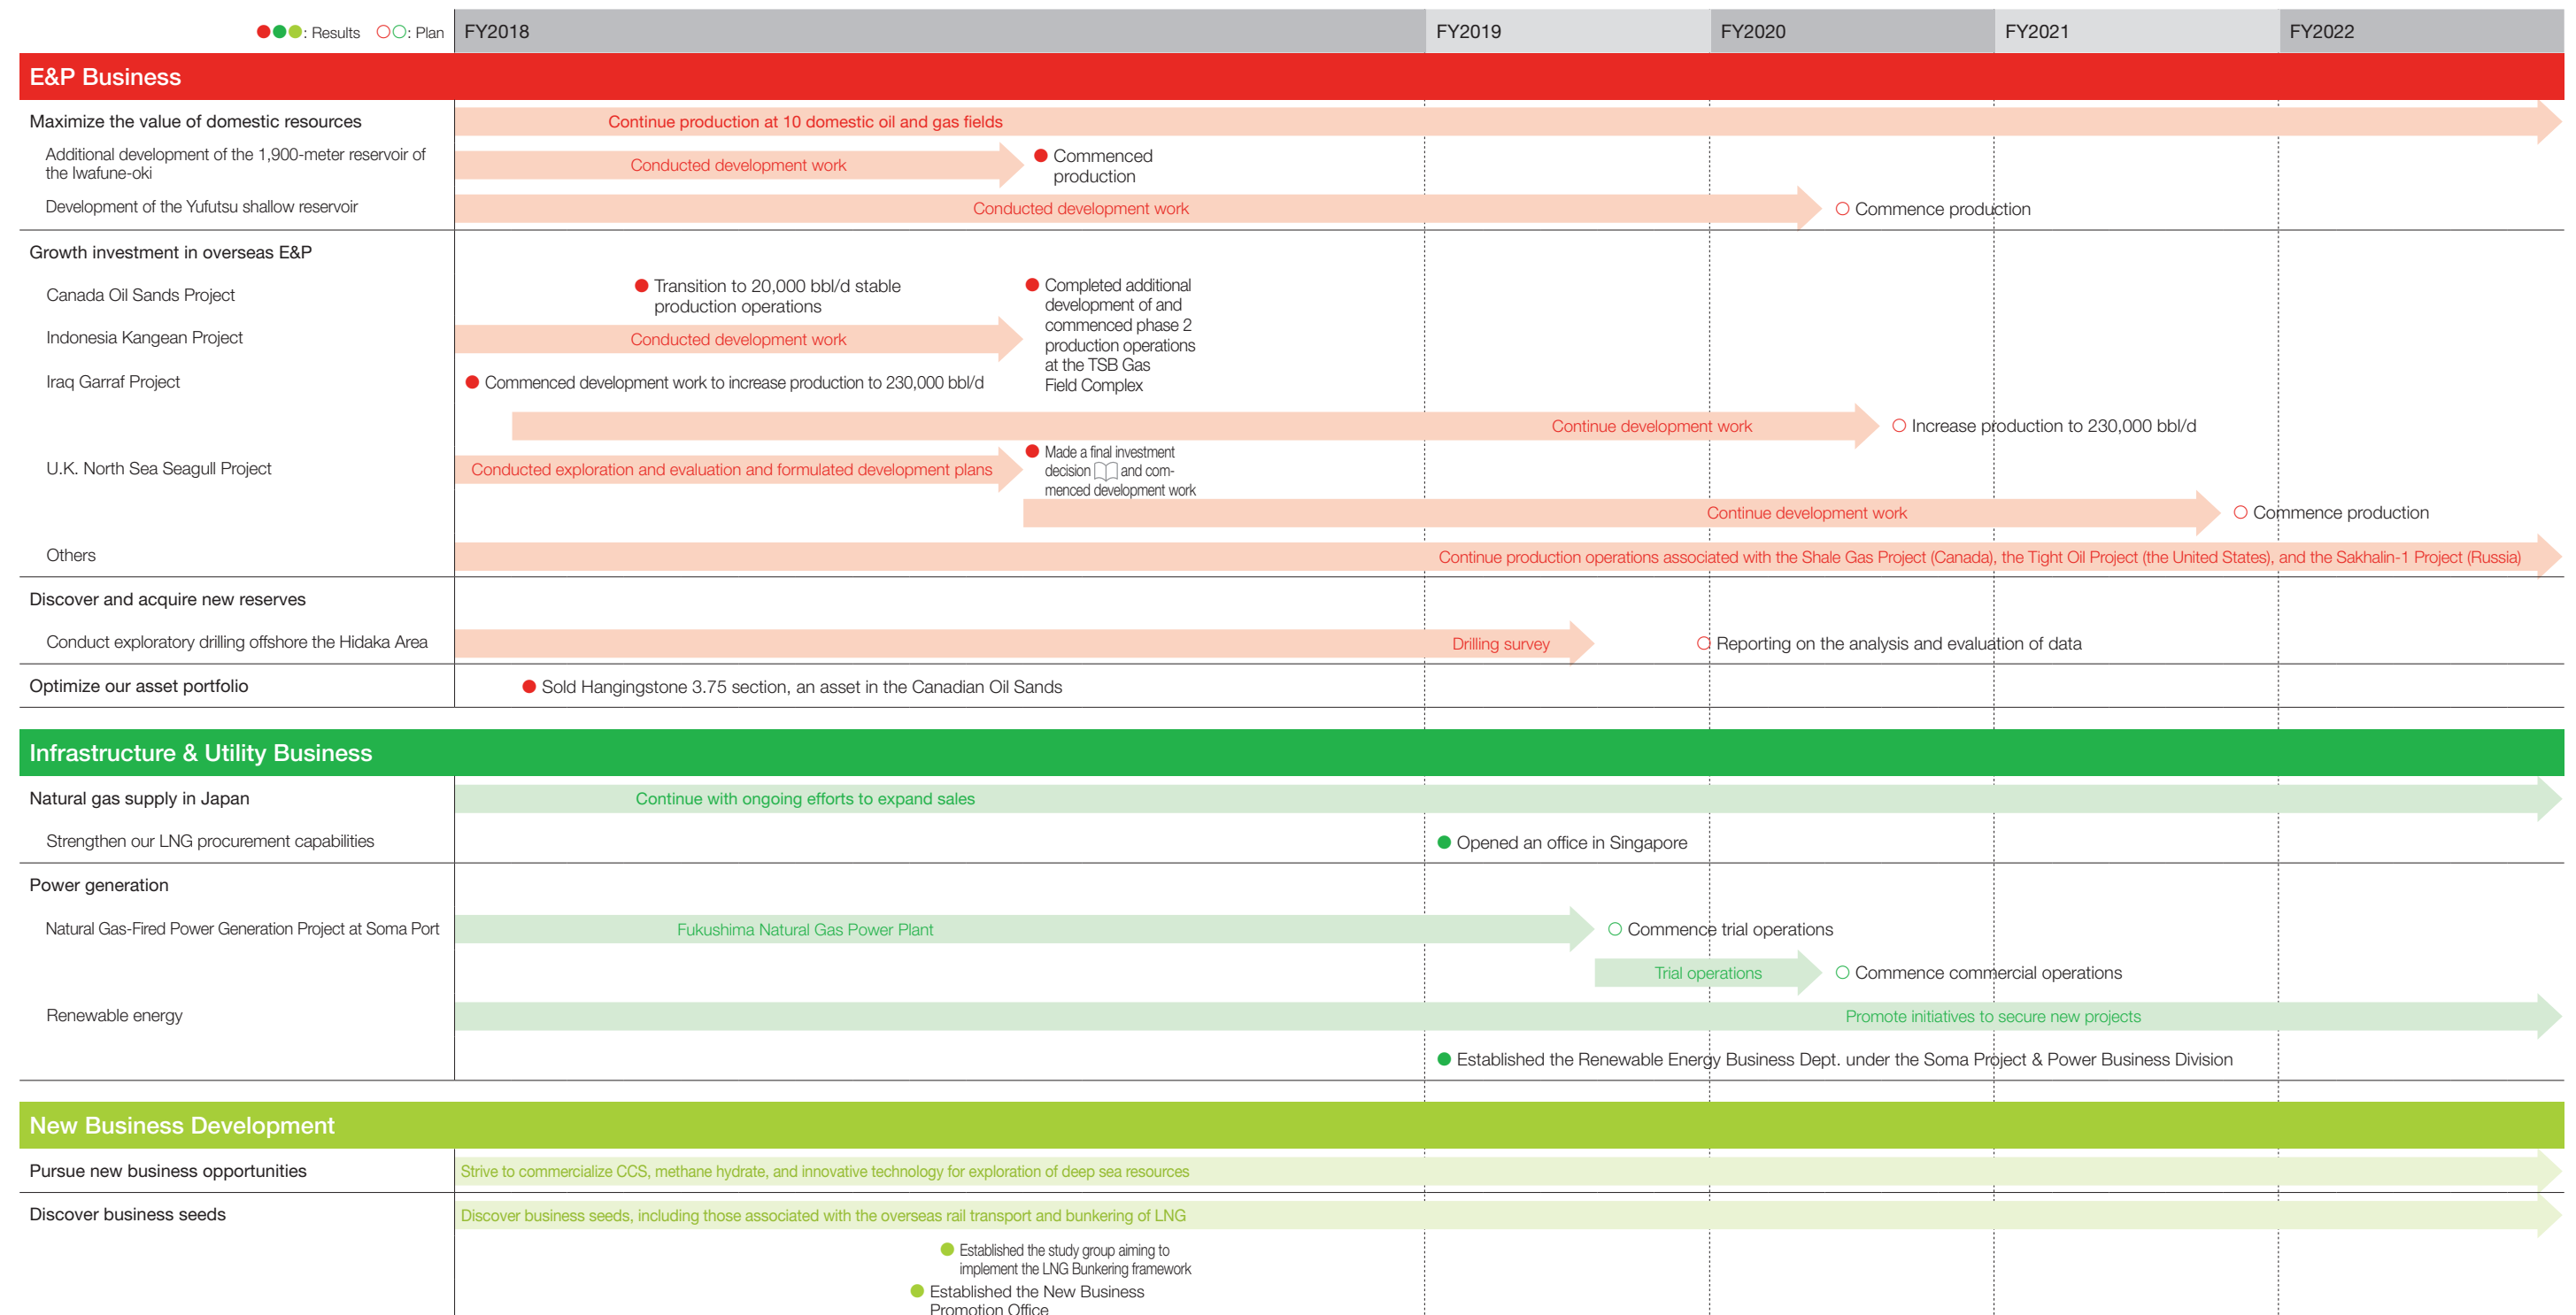 ●●●: Results ○○: Plan
FY2018 FY2019 FY2020 FY2021 FY2022
E&P Business
Maximize the value of domestic resources
Continue production at 10 domestic oil and gas fields
Additional development of the 1,900-meter reservoir of
the Iwafune-oki
Conducted development work
● Commenced
production
Development of the Yufutsu shallow reservoir
Conducted development work
○ Commence production
Growth investment in overseas E&P
Canada Oil Sands Project
● Transition to 20,000 bbl/d stable
production operations
Indonesia Kangean Project
Conducted development work
● Completed additional
development of and
commenced phase 2
production operations
at the TSB Gas
Field Complex
Iraq Garraf Project
● Commenced development work to increase production to 230,000 bbl/d
Continue development work
○ Increase production to 230,000 bbl/d
U.K. North Sea Seagull Project
Conducted exploration and evaluation and formulated development plans
● Made a final investment
decision and com-
menced development work
Continue development work
○ Commence production
Others
Continue production operations associated with the Shale Gas Project (Canada), the Tight Oil Project (the United States), and the Sakhalin-1 Project (Russia)
Discover and acquire new reserves
Conduct exploratory drilling offshore the Hidaka Area
Drilling survey
○ Reporting on the analysis and evaluation of data
Optimize our asset portfolio
● Sold Hangingstone 3.75 section, an asset in the Canadian Oil Sands
Infrastructure & Utility Business
Natural gas supply in Japan
Continue with ongoing efforts to expand sales
Strengthen our LNG procurement capabilities
● Opened an office in Singapore
Power generation
Natural Gas-Fired Power Generation Project at Soma Port
Fukushima Natural Gas Power Plant
○ Commence trial operations
Trial operations
○ Commence commercial operations
Renewable energy
Promote initiatives to secure new projects
● Established the Renewable Energy Business Dept. under the Soma Project & Power Business Division
New Business Development
Pursue new business opportunities
Strive to commercialize CCS, methane hydrate, and innovative technology for exploration of deep sea resources
Discover business seeds
Discover business seeds, including those associated with the overseas rail transport and bunkering of LNG
● Established the study group aiming to
implement the LNG Bunkering framework
● Established the New Business
Promotion Office